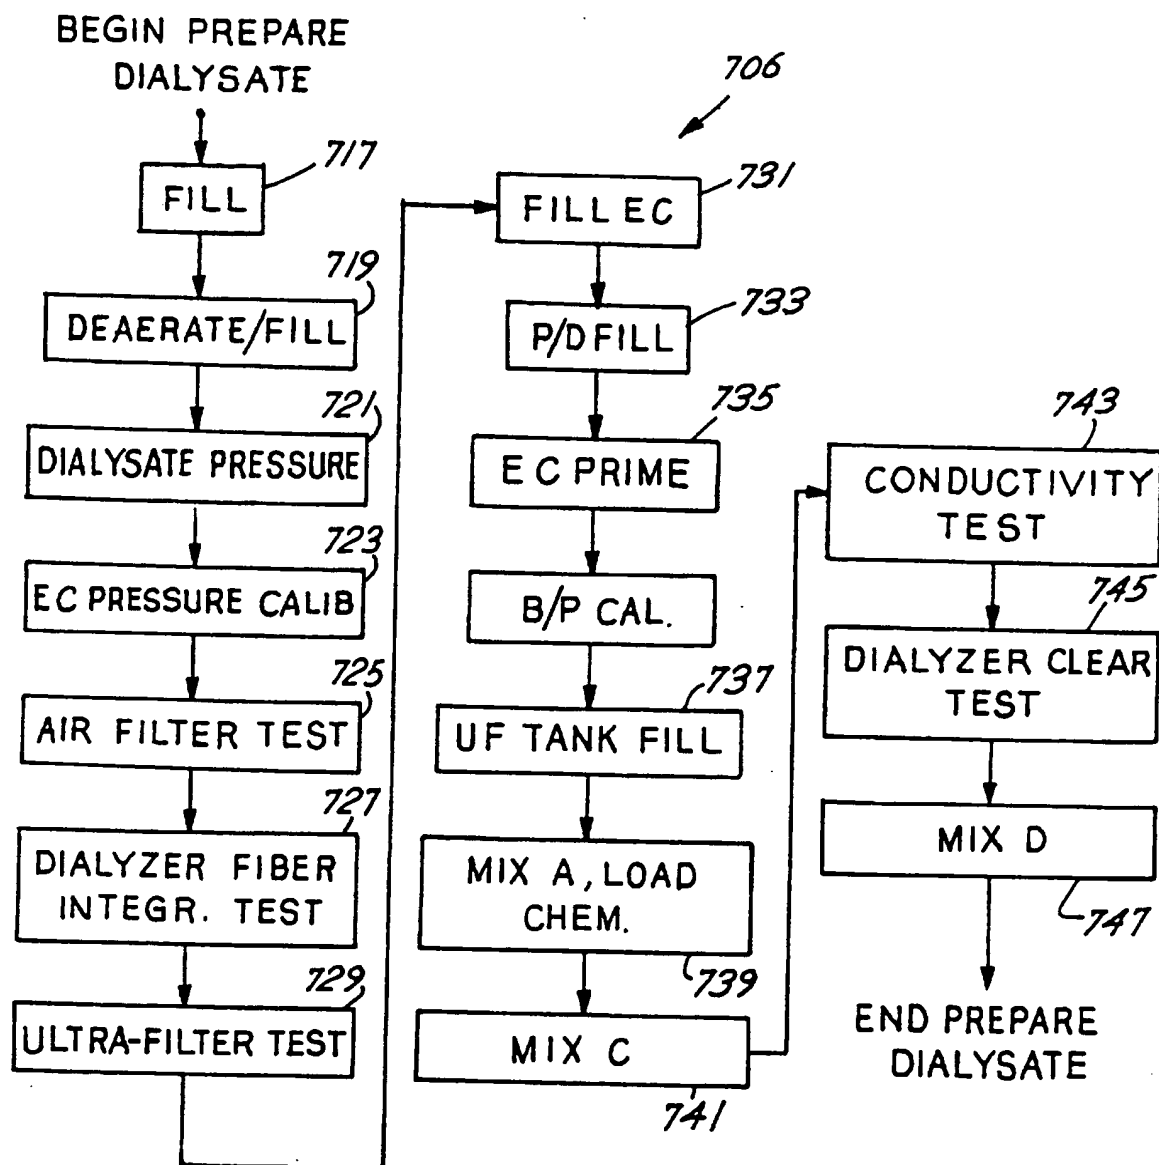 BEGIN PREPARE
DIALYSATE
717
FILL
719
DEAERATE/FILL
721
DIALYSATE PRESSURE
723
EC PRESSURE CALIB
725
AIR FILTER TEST
727
DIALYZER FIBER
INTEGR. TEST
729
ULTRA-FILTER TEST
706
731
FILL EC
733
P/D FILL
735
EC PRIME
B/P CAL.
737
UF TANK FILL
MIX A, LOAD
CHEM.
739
MIX C
741
743
CONDUCTIVITY
TEST
745
DIALYZER CLEAR
TEST
MIX D
747
END PREPARE
DIALYSATE